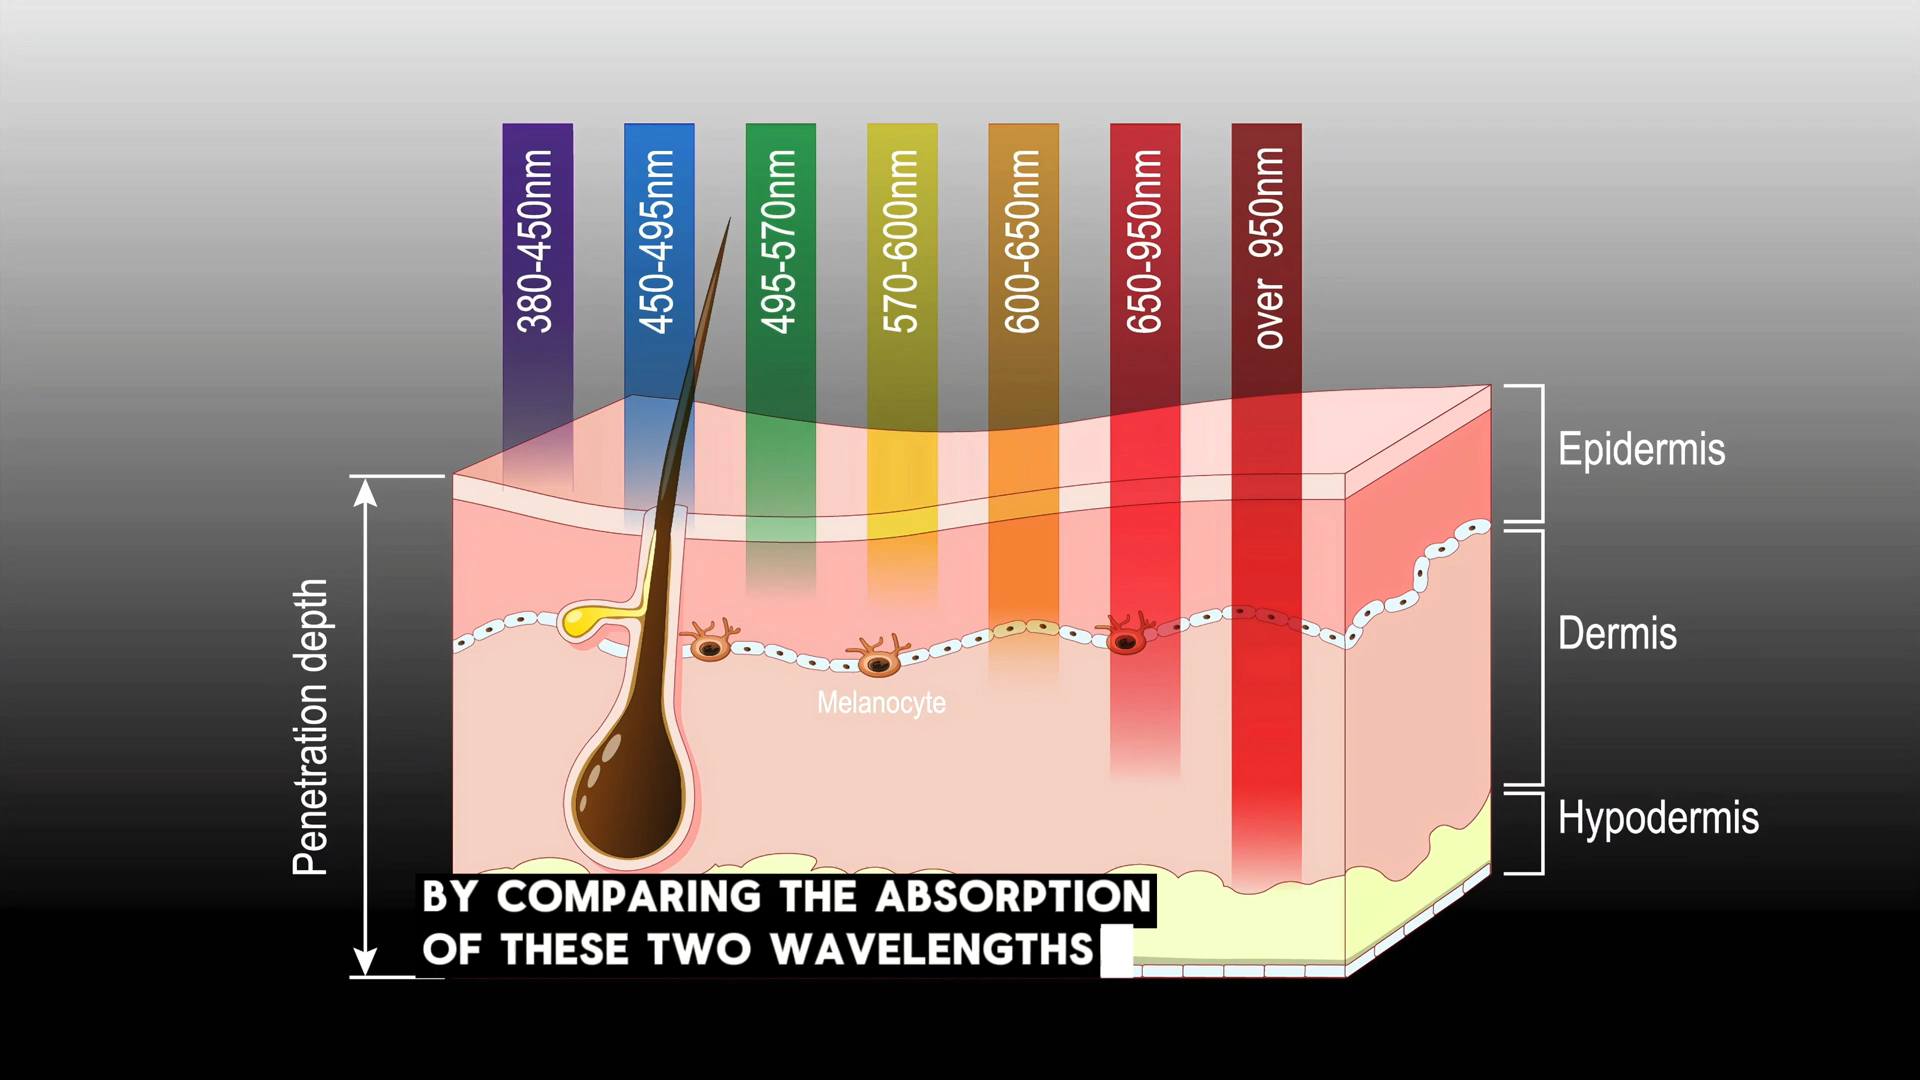 380-450nm
450-495nm
495-570nm
570-600nm
600-650nm
650-950nm
over 950nm
Epidermis
Dermis
Hypodermis
Penetration depth
Melanocyte
BY COMPARING THE ABSORPTION
OF THESE TWO WAVELENGTHS